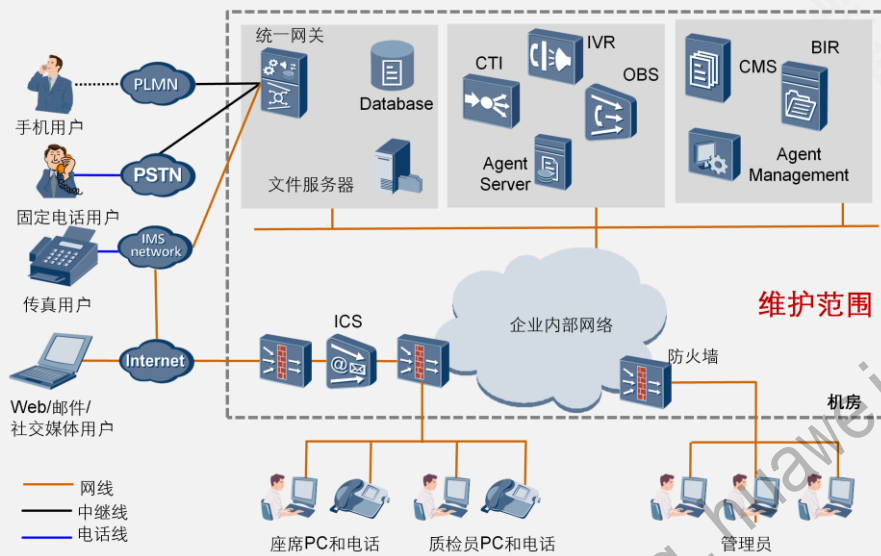 统一网关
IVR
BIR
CTI
CMS
OBS
PLMN
Database
手机用户
Agent
Server
Agent
Management
PSTN
文件服务器
固定电话用户
IMS
network
传真用户
维护范围
ICS
企业内部网络
Internet
防火墙
机房
Web/邮件/
社交媒体用户
网线
中继线
电话线
座席PC和电话
质检员PC和电话
管理员
huawei